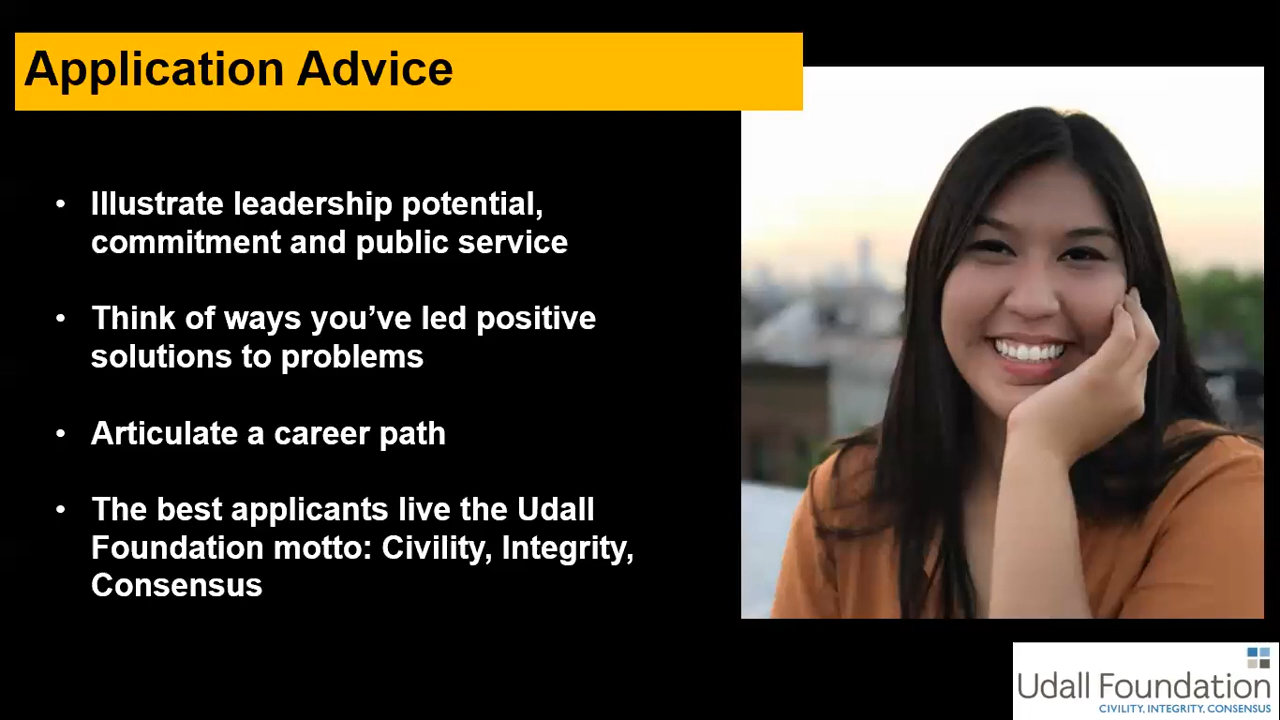 Application Advice
• Illustrate leadership potential,
commitment and public service
• Think of ways you’ve led positive
solutions to problems
• Articulate a career path
• The best applicants live the Udall
Foundation motto: Civility, Integrity,
Consensus
Udall Foundation
CIVILITY, INTEGRITY, CONSENSUS